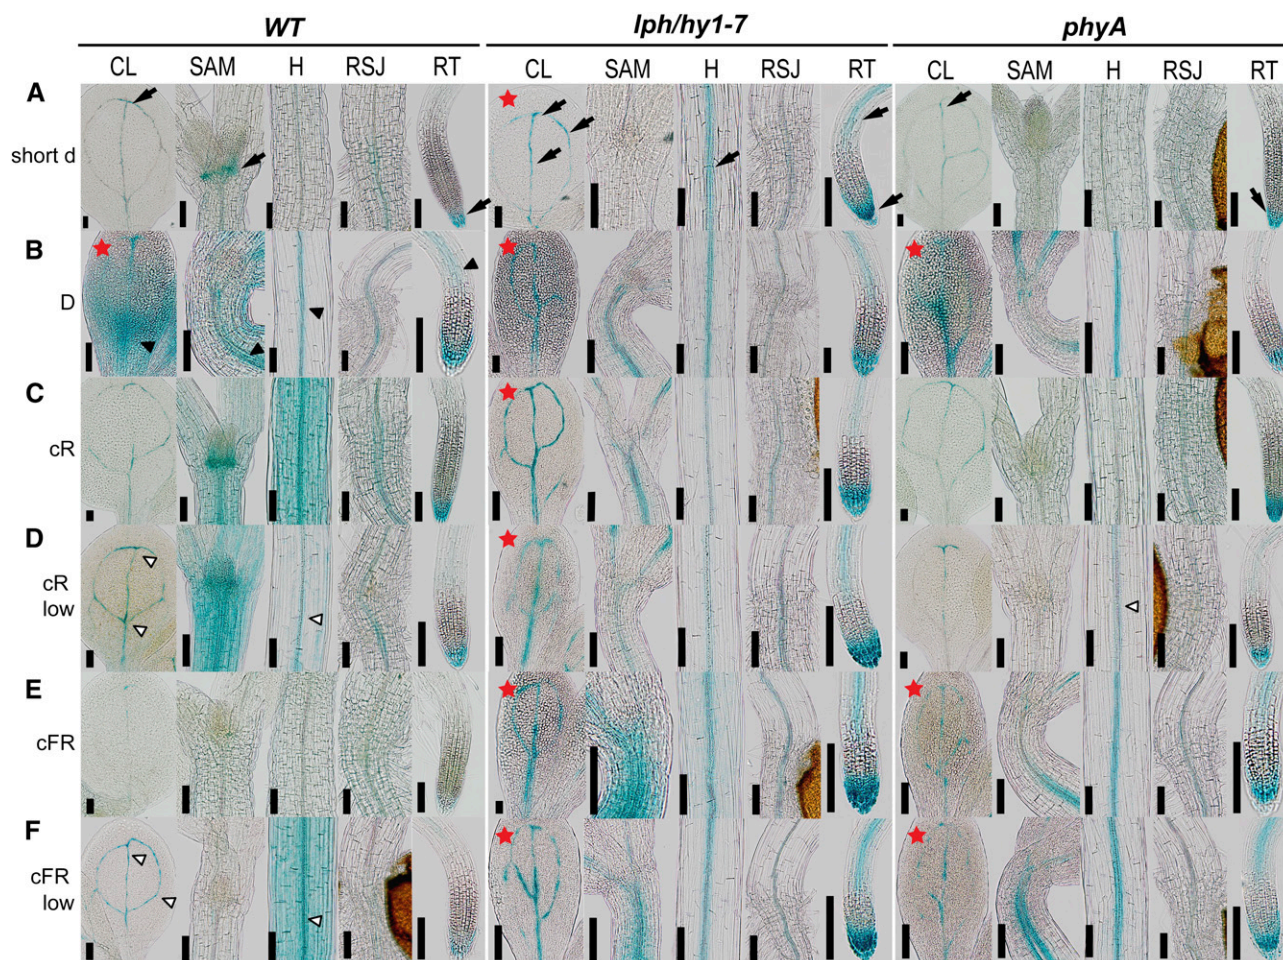 WT lph/hy1-7 phyA
CL SAM H RSJ RT CL SAM H RSJ RT CL SAM H RSJ RT
A
short d
B
D
C
cR
D
cR
low
E
cFR
F
cFR
low